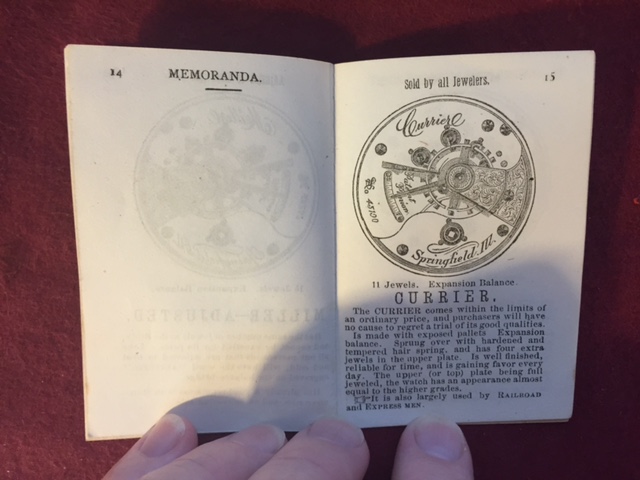 14
MEMORANDA.
Sold by all Jewelers.
15
Currier
No 48100
Springfield. Ill.
11 Jewels. Expansion Balance.
CURRIER.
The CURRIER comes within the limits of
an ordinary price, and purchasers will have
no cause to regret a trial of its good qualities.
Is made with exposed pallets Expansion
balance. Sprung over with hardened and
tempered hair spring, and has four extra
jewels in the upper plate. Is well finished,
reliable for time, and is gaining favor every
day. The upper (or top) plate being full
jeweled, the watch has an appearance almost
equal to the higher grades.
☞It is also largely used by RAILROAD
and EXPRESS MEN.